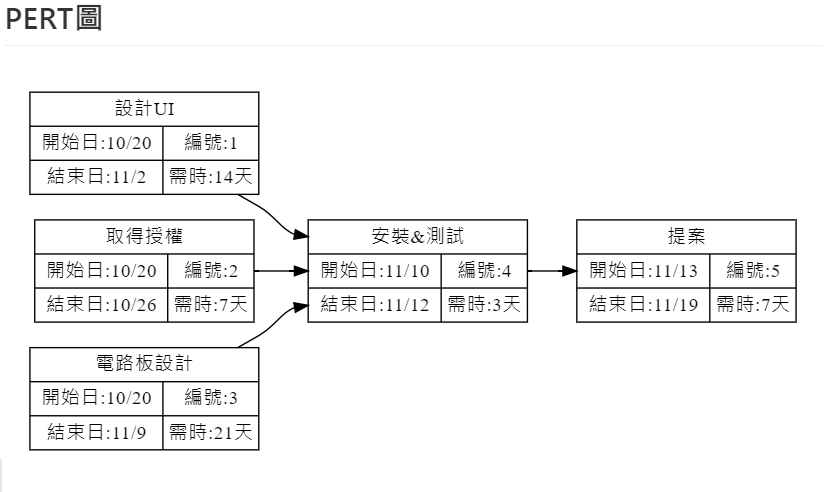 PERT圖
設計UI
開始日:10/20 編號:1
結束日:11/2 需時:14天
取得授權
開始日:10/20 編號:2
結束日:10/26 需時:7天
電路板設計
開始日:10/20 編號:3
結束日:11/9 需時:21天
安裝&測試
開始日:11/10 編號:4
結束日:11/12 需時:3天
提案
開始日:11/13 編號:5
結束日:11/19 需時:7天